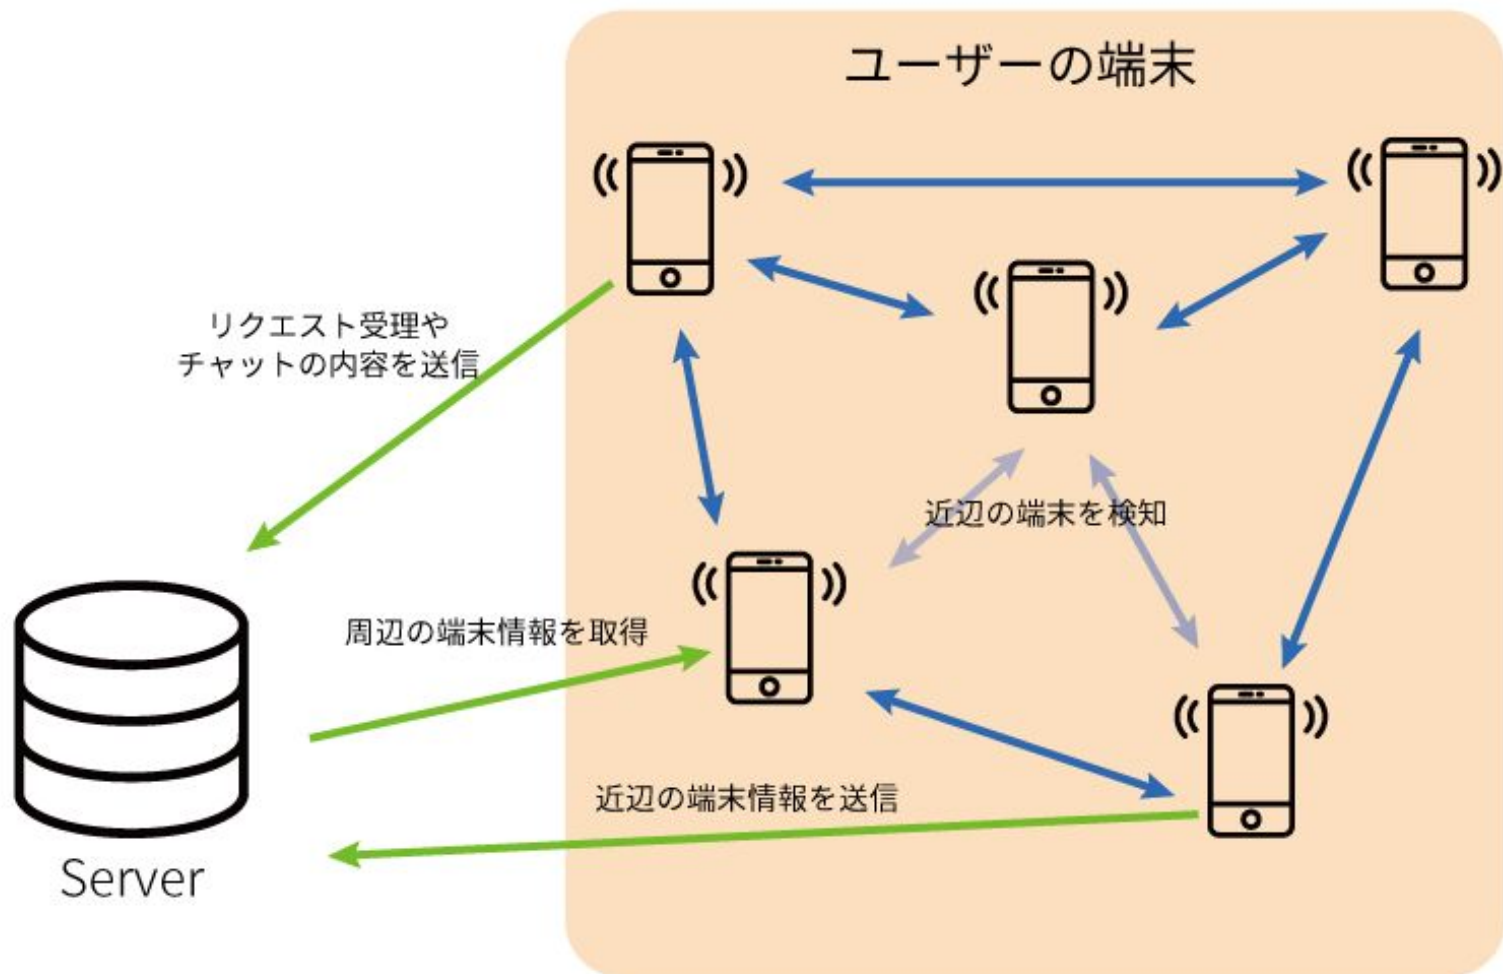 ユーザーの端末
リクエスト受理や
チャットの内容を送信
近辺の端末を検知
周辺の端末情報を取得
近辺の端末情報を送信
Server